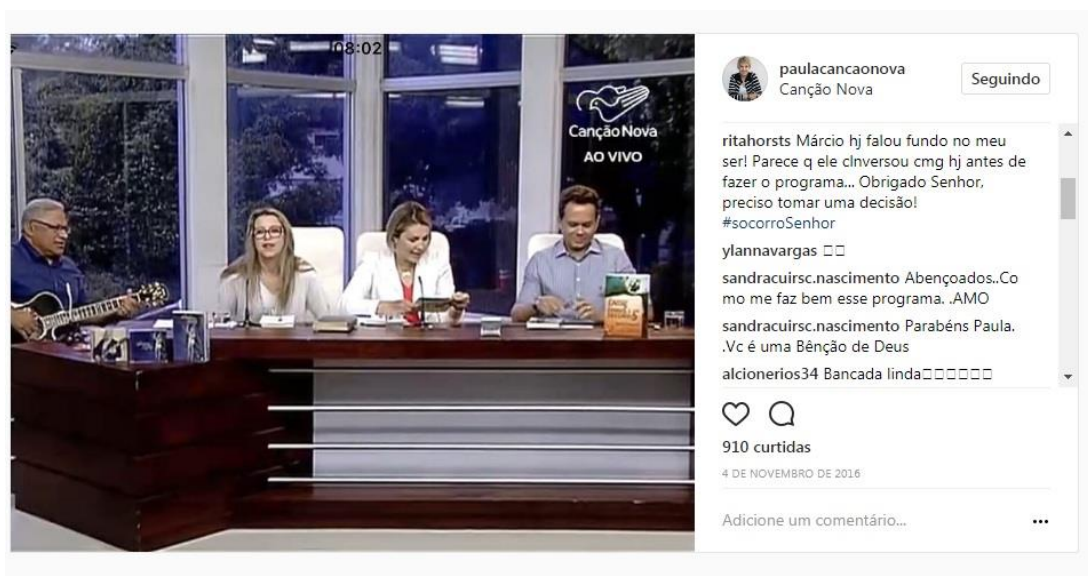 08:02
Canção Nova
AO VIVO
paulacancaonova
Canção Nova
Seguindo
ritahorsts Márcio hj falou fundo no meu
ser! Parece q ele cInversou cmg hj antes de
fazer o programa... Obrigado Senhor,
preciso tomar uma decisão!
#socorroSenhor
ylannavargas □□
sandracuirsc.nascimento Abençoados..Co
mo me faz bem esse programa. .AMO
sandracuirsc.nascimento Parabéns Paula.
.Vc é uma Bênção de Deus
alcionerios34 Bancada linda□□□□□□
910 curtidas
4 DE NOVEMBRO DE 2016
Adicione um comentário...